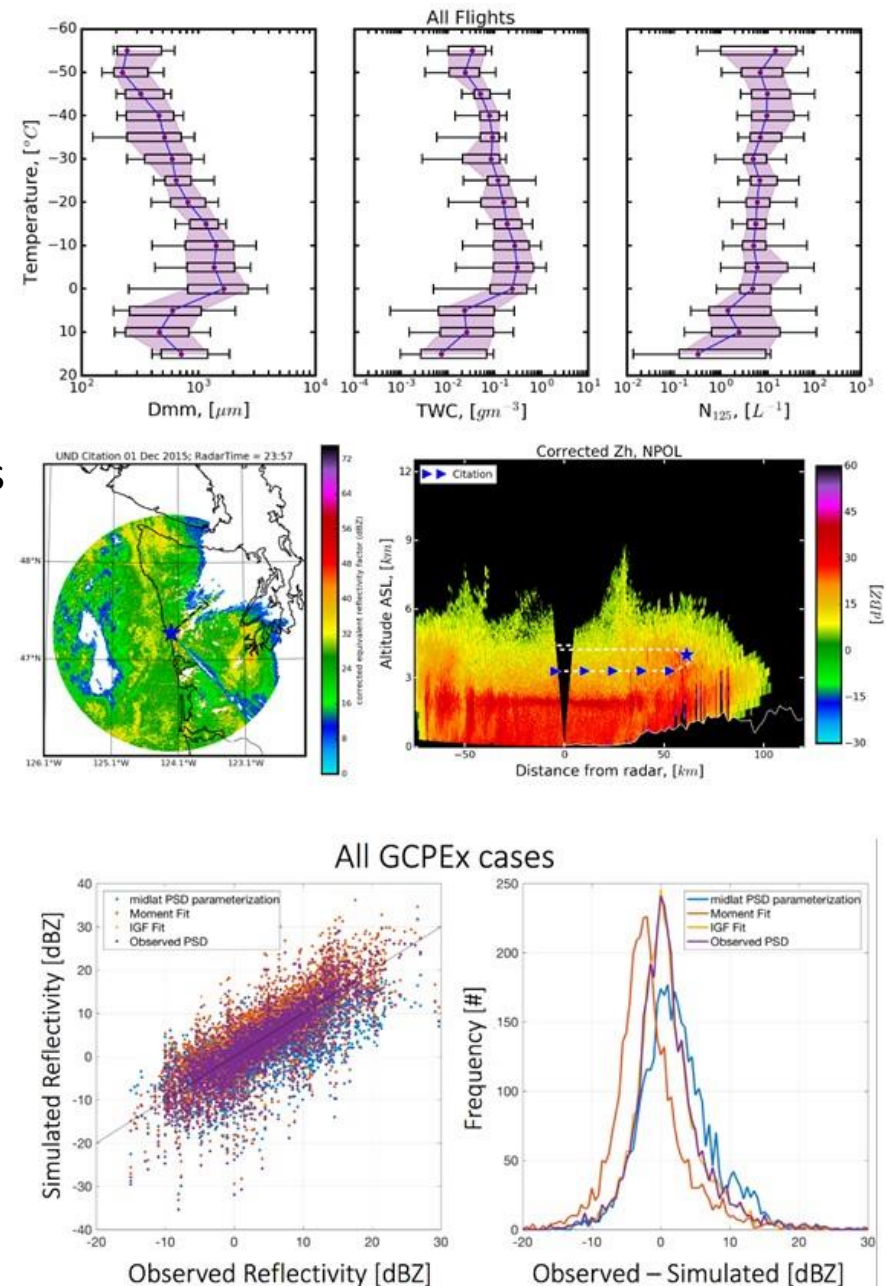 All Flights
−60
−50
−40
−30
−20
−10
0
10
20
Temperature, [°C]
10² 10³ 10⁴
10⁻⁴ 10⁻³ 10⁻² 10⁻¹ 10⁰ 10¹
10⁻² 10⁻¹ 10⁰ 10¹ 10² 10³
Dmm, [μm]
TWC, [gm⁻³]
N₁₂₅, [L⁻¹]
s
UND Citation 01 Dec 2015; RadarTime = 23:57
48°N
47°N
126.1°W 125.1°W 124.1°W 123.1°W
72
64
56
48
40
32
24
16
8
0
corrected equivalent reflectivity factor (dBZ)
Corrected Zh, NPOL
Citation
12
9
6
3
0
Altitude ASL, [km]
−50 0 50 100
Distance from radar, [km]
60
45
30
15
0
−15
−30
[dBZ]
All GCPEx cases
40
30
20
10
0
-10
-20
-30
-40
Simulated Reflectivity [dBZ]
midlat PSD parameterization
Moment Fit
IGF Fit
Observed PSD
-20 -10 0 10 20 30
Observed Reflectivity [dBZ]
250
200
150
100
50
0
Frequency [#]
midlat PSD parameterization
Moment Fit
IGF Fit
Observed PSD
-20 -10 0 10 20 30
Observed – Simulated [dBZ]